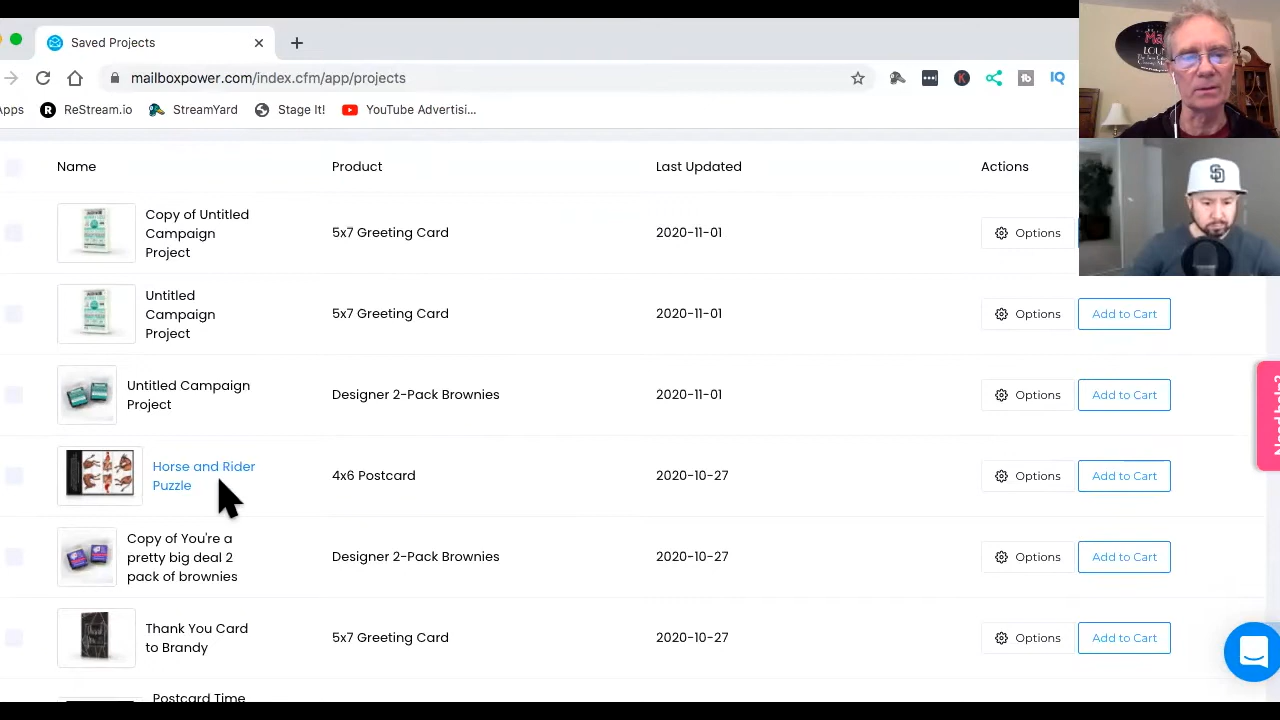 Saved Projects
mailboxpower.com/index.cfm/app/projects
IQ
pps ReStream.io StreamYard Stage It! YouTube Advertisi...
Name Product Last Updated Actions
Copy of Untitled
Campaign
Project
5x7 Greeting Card 2020-11-01 Options
Untitled
Campaign
Project
5x7 Greeting Card 2020-11-01 Options Add to Cart
Untitled Campaign
Project
Designer 2-Pack Brownies 2020-11-01 Options Add to Cart
Horse and Rider
Puzzle
4x6 Postcard 2020-10-27 Options Add to Cart
Copy of You're a
pretty big deal 2
pack of brownies
Designer 2-Pack Brownies 2020-10-27 Options Add to Cart
Thank You Card
to Brandy
5x7 Greeting Card 2020-10-27 Options Add to Cart
Postcard Time
Need help?
SD